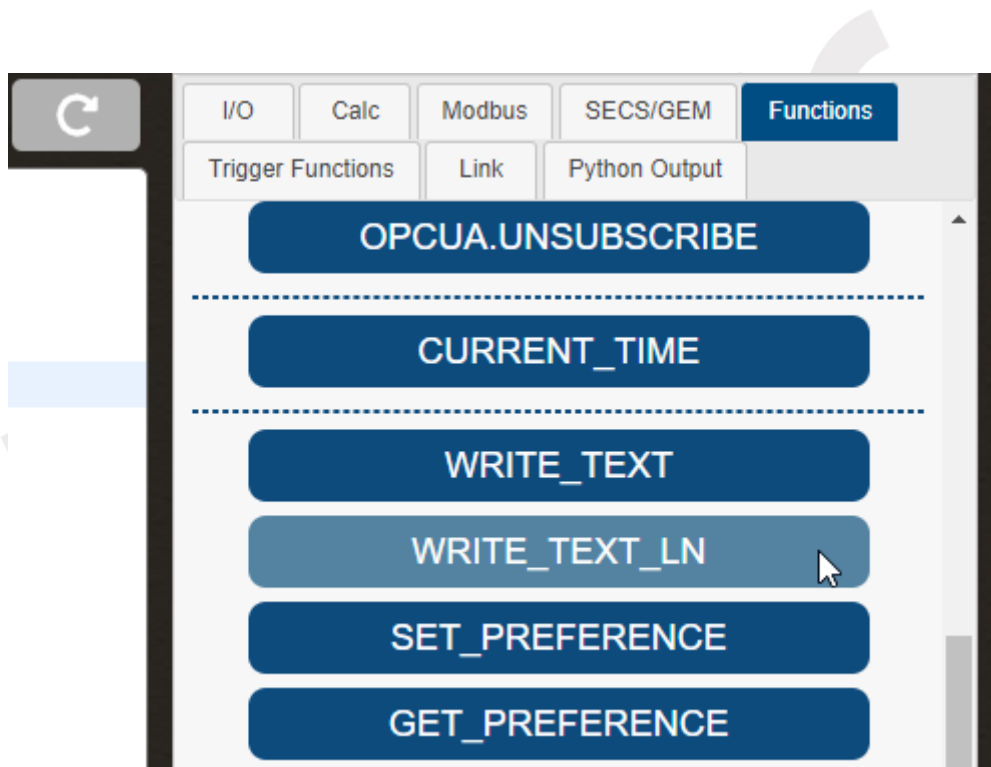 I/O Calc Modbus SECS/GEM Functions
Trigger Functions Link Python Output
OPCUA.UNSUBSCRIBE
CURRENT_TIME
WRITE_TEXT
WRITE_TEXT_LN
SET_PREFERENCE
GET_PREFERENCE